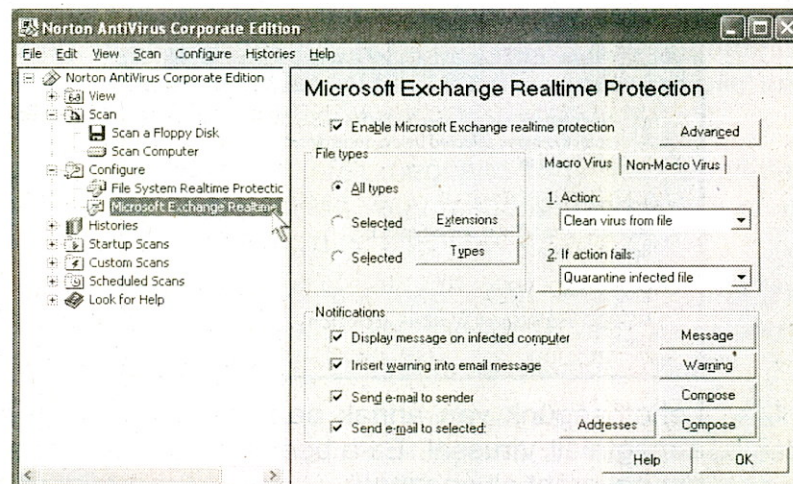 Norton AntiVirus Corporate Edition
File Edit View Scan Configure Histories Help
Norton AntiVirus Corporate Edition
View
Scan
Scan a Floppy Disk
Scan Computer
Configure
File System Realtime Protectic
Microsoft Exchange Realtime
Histories
Startup Scans
Custom Scans
Scheduled Scans
Look for Help
Microsoft Exchange Realtime Protection
Enable Microsoft Exchange realtime protection
Advanced
File types
All types
Selected Extensions
Selected Types
Macro Virus Non-Macro Virus
1. Action:
Clean virus from file
2. If action fails:
Quarantine infected file
Notifications
Display message on infected computer Message
Insert warning into email message Warning
Send e-mail to sender Compose
Send e-mail to selected: Addresses Compose
Help OK